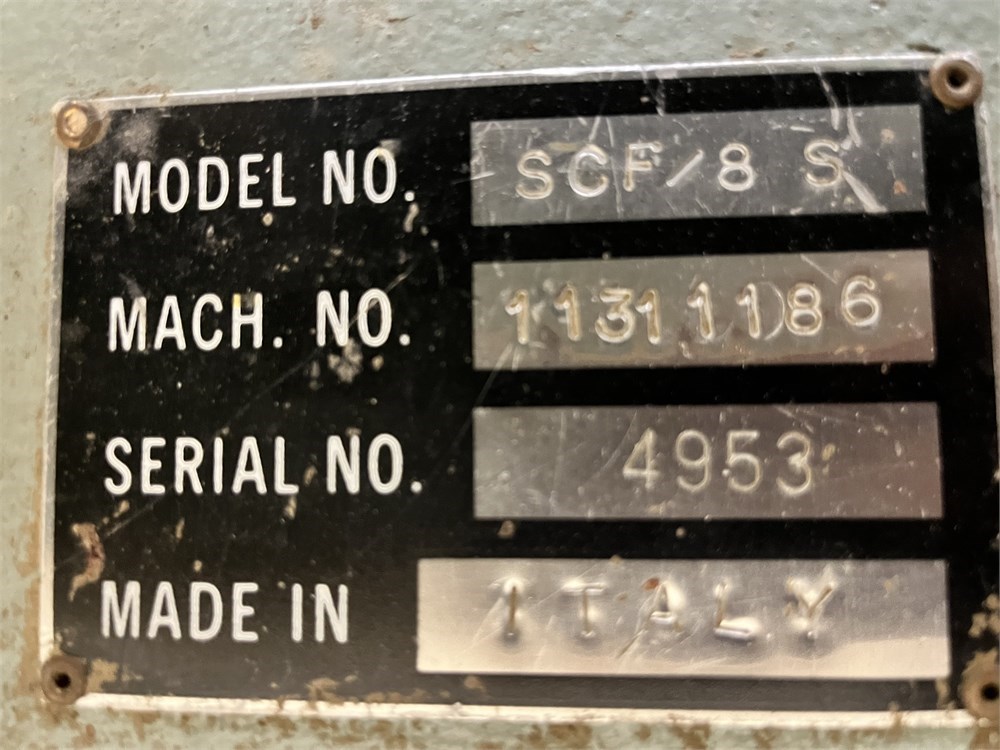 MODEL NO. SCF/8 S
MACH. NO. 11311186
SERIAL NO. 4953
MADE IN ITALY